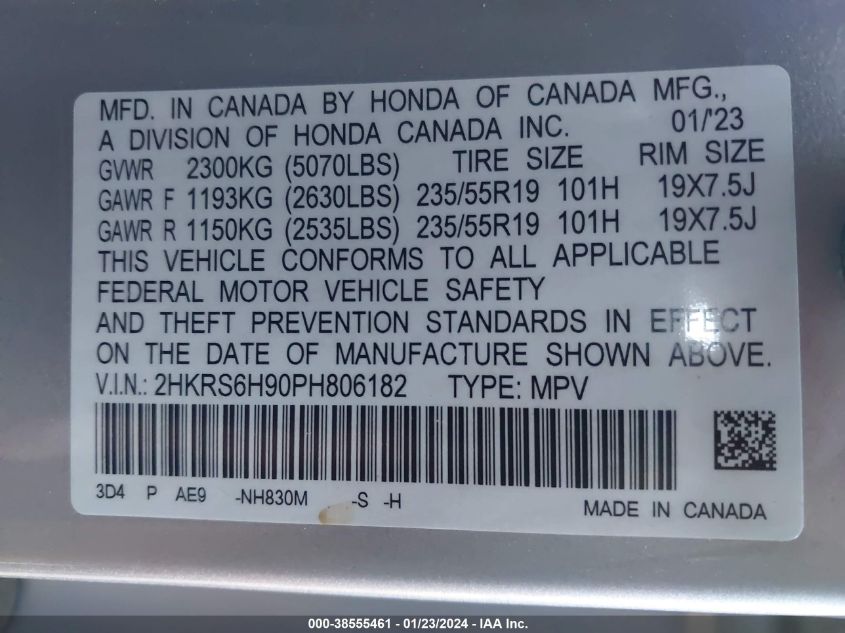 MFD. IN CANADA BY HONDA OF CANADA MFG.,
A DIVISION OF HONDA CANADA INC. 01/'23
GVWR 2300KG (5070LBS) TIRE SIZE RIM SIZE
GAWR F 1193KG (2630LBS) 235/55R19 101H 19X7.5J
GAWR R 1150KG (2535LBS) 235/55R19 101H 19X7.5J
THIS VEHICLE CONFORMS TO ALL APPLICABLE
FEDERAL MOTOR VEHICLE SAFETY
AND THEFT PREVENTION STANDARDS IN EFFECT
ON THE DATE OF MANUFACTURE SHOWN ABOVE.
V.I.N.: 2HKRS6H90PH806182 TYPE: MPV
3D4 P AE9 -NH830M -S -H
MADE IN CANADA
000-38555461 - 01/23/2024 - IAA Inc.